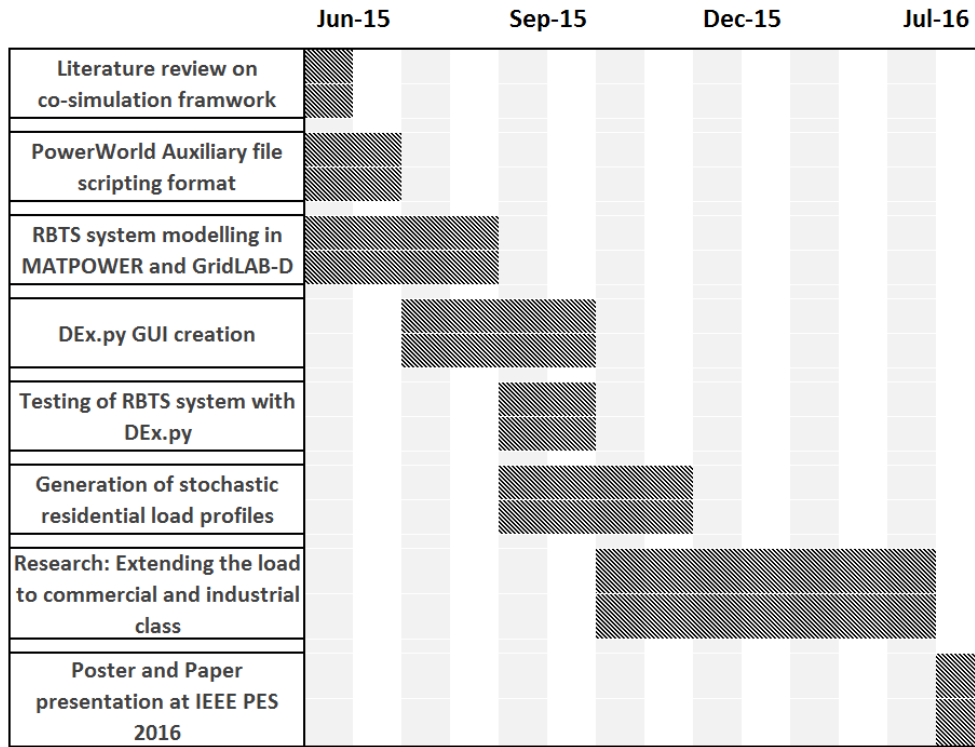 Jun-15 Sep-15 Dec-15 Jul-16
Literature review on
co-simulation framwork
PowerWorld Auxiliary file
scripting format
RBTS system modelling in
MATPOWER and GridLAB-D
DEx.py GUI creation
Testing of RBTS system with
DEx.py
Generation of stochastic
residential load profiles
Research: Extending the load
to commercial and industrial
class
Poster and Paper
presentation at IEEE PES
2016